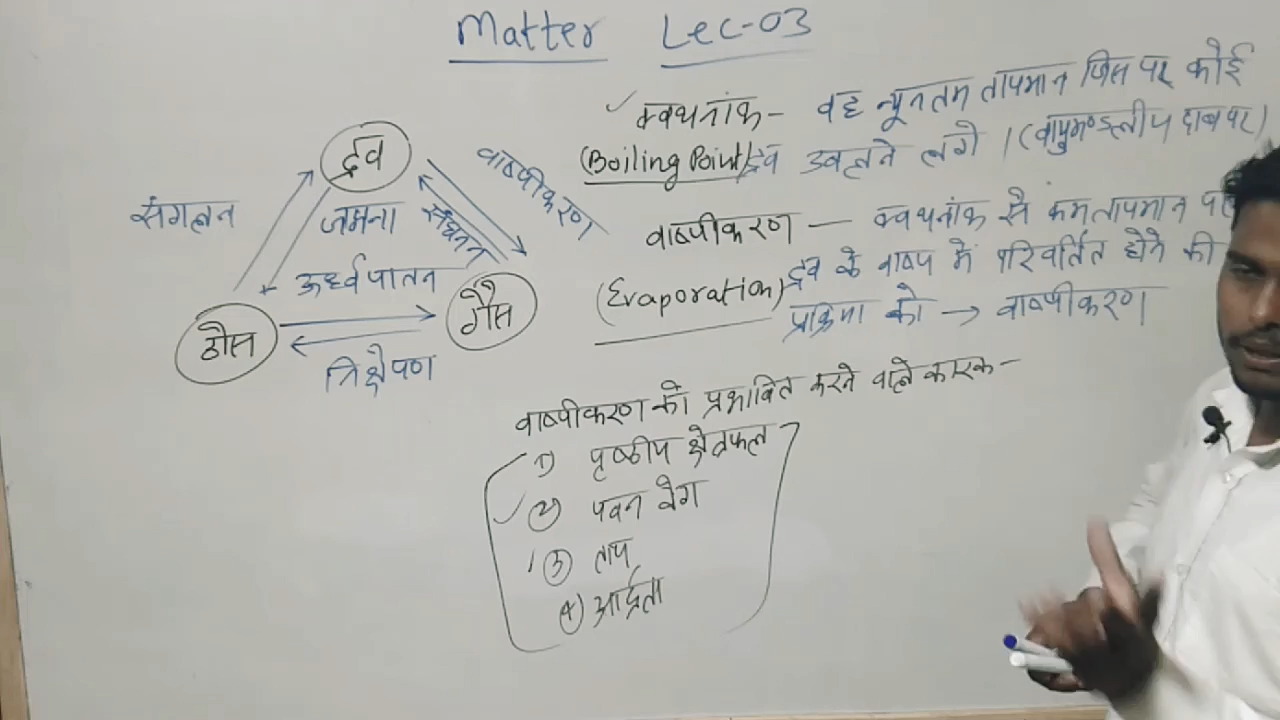 Matter Lec-03
क्वथनांक - वह न्यूनतम तापमान जिस पर कोई
(Boiling Point) द्रव उबलने लगे । (वायुमण्डलीय दाब पर)
द्रव
वाष्पीकरण
संगलन
जमना
संघनन
वाष्पीकरण — क्वथनांक से कम तापमान पर
ऊर्ध्वपातन
(Evaporation) द्रव के वाष्प में परिवर्तित होने की
प्रक्रिया को → वाष्पीकरण
ठोस
गैस
निक्षेपण
वाष्पीकरण को प्रभावित करने वाले कारक -
1) पृष्ठीय क्षेत्रफल
2) पवन वेग
3) ताप
4) आर्द्रता